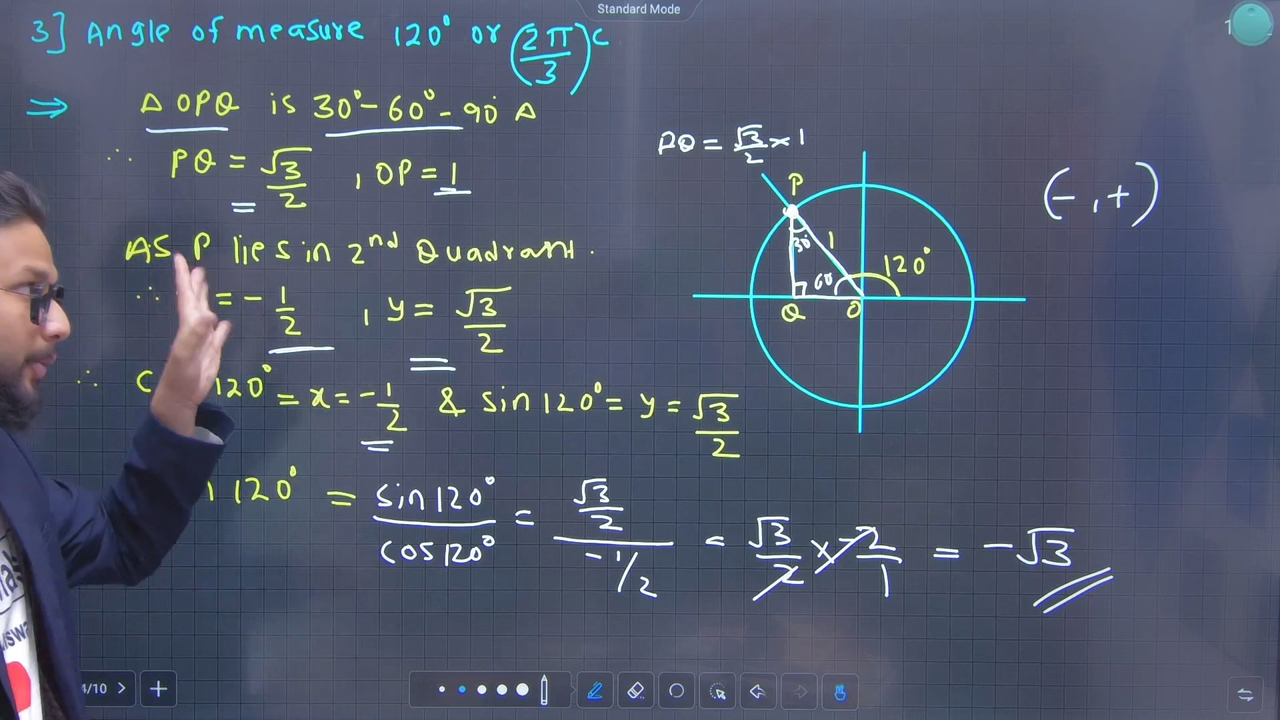 Standard Mode
3] Angle of measure 120° or (2π/3)ᶜ
⇒ △ OPQ is 30°-60°-90° △
∴ PQ = √3/2 , OP = 1
As P lies in 2nd Quadrant.
∴ = -1/2 , y = √3/2
∴ 120° = x = -1/2 & sin 120° = y = √3/2
120° = sin 120°/cos 120° = (√3/2)/(-1/2) = √3/2 × -2/1 = -√3
PQ = √3/2 × 1
P
30°
1
60
120°
Q
O
(-,+)
4/10